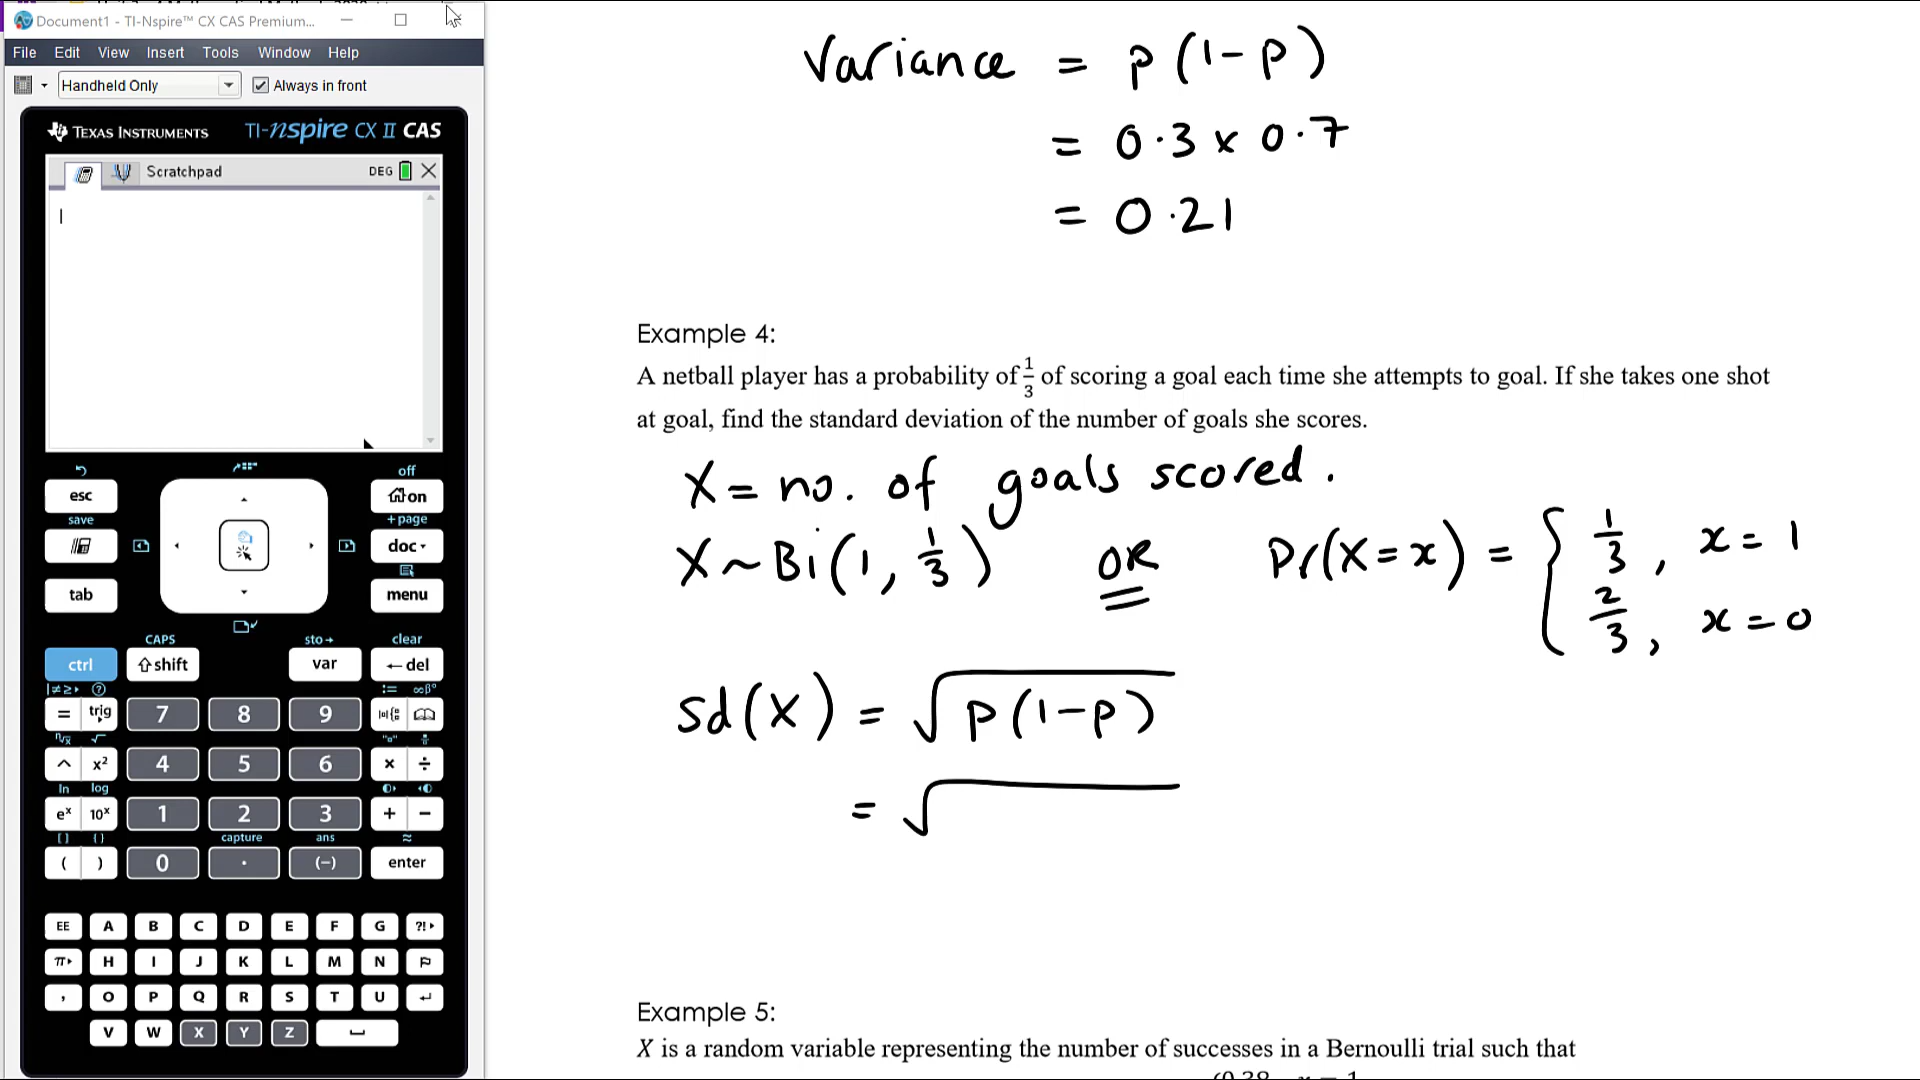 Document1 - TI-Nspire™ CX CAS Premium...
File Edit View Insert Tools Window Help
Handheld Only Always in front
TEXAS INSTRUMENTS TI-nspire CX II CAS
Scratchpad DEG
off
esc on
save + page
doc
tab menu
CAPS sto→ clear
ctrl shift var ←del
|≠≥▸ ? := ∞β°
= trig 7 8 9
ⁿ√x √
^ x² 4 5 6 × ÷
ln log
eˣ 10ˣ 1 2 3 + −
[ ] { } capture ans ≈
( ) 0 . (−) enter
EE A B C D E F G ?!▸
π▸ H I J K L M N
, O P Q R S T U ↵
V W X Y Z
Variance = p(1-p)
= 0.3 x 0.7
= 0.21
Example 4:
A netball player has a probability of 1/3 of scoring a goal each time she attempts to goal. If she takes one shot
at goal, find the standard deviation of the number of goals she scores.
X = no. of goals scored.
X ~ Bi(1, 1/3) OR Pr(X=x) = { 1/3, x = 1
2/3, x = 0
sd(X) = √p(1-p)
= √
Example 5:
X is a random variable representing the number of successes in a Bernoulli trial such that